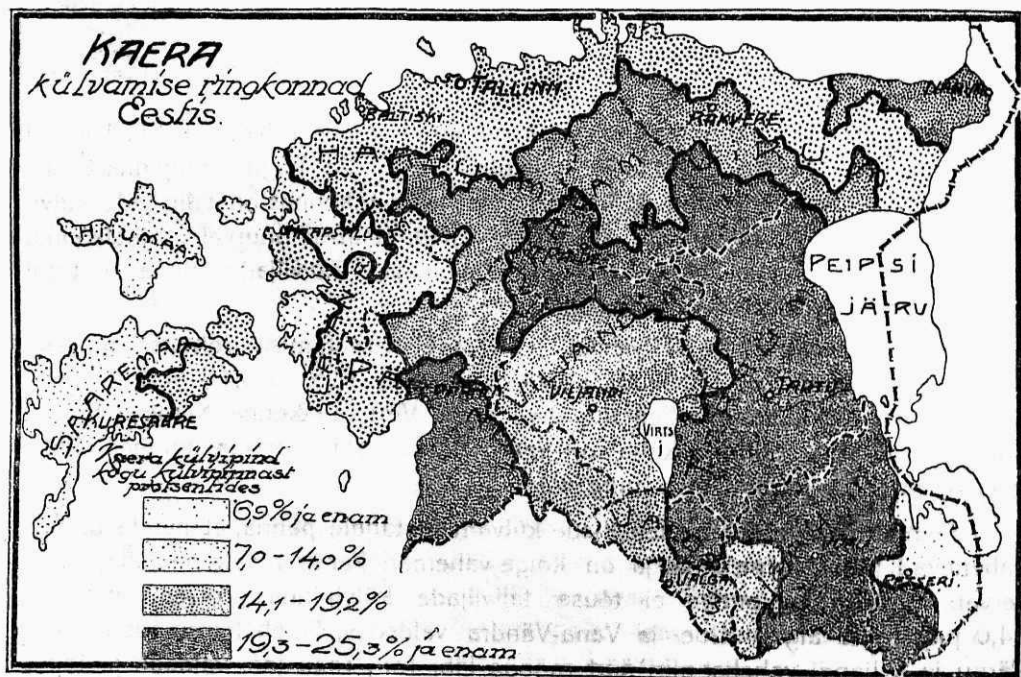 KAERA
külvamise ringkonnad
Eestis.
TALLINN
BALTISKI
NARVA
RAKVERE
HIIUMAA
HAAPSALU
PAIDE
PEIPSI
JÄRV
SAAREMAA
KURESAARE
VILJANDI
TARTU
VIRTS
J
VALGA
PETSERI
Kaera külvipind
kogu külvipinnast
protsentides
6,9% ja enam
7,0–14,0%
14,1–19,2%
19,3–25,3% ja enam